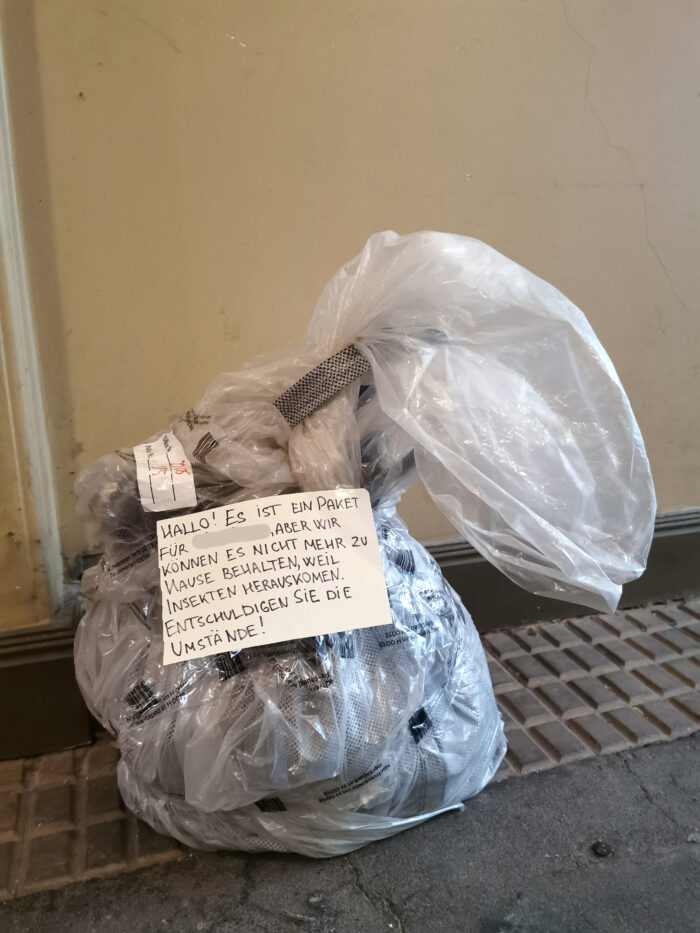 HALLO! ES IST EIN PAKET
FÜR , ABER WIR
KÖNNEN ES NICHT MEHR ZU
HAUSE BEHALTEN, WEIL
INSEKTEN HERAUSKOMEN.
ENTSCHULDIGEN SIE DIE
UMSTÄNDE!